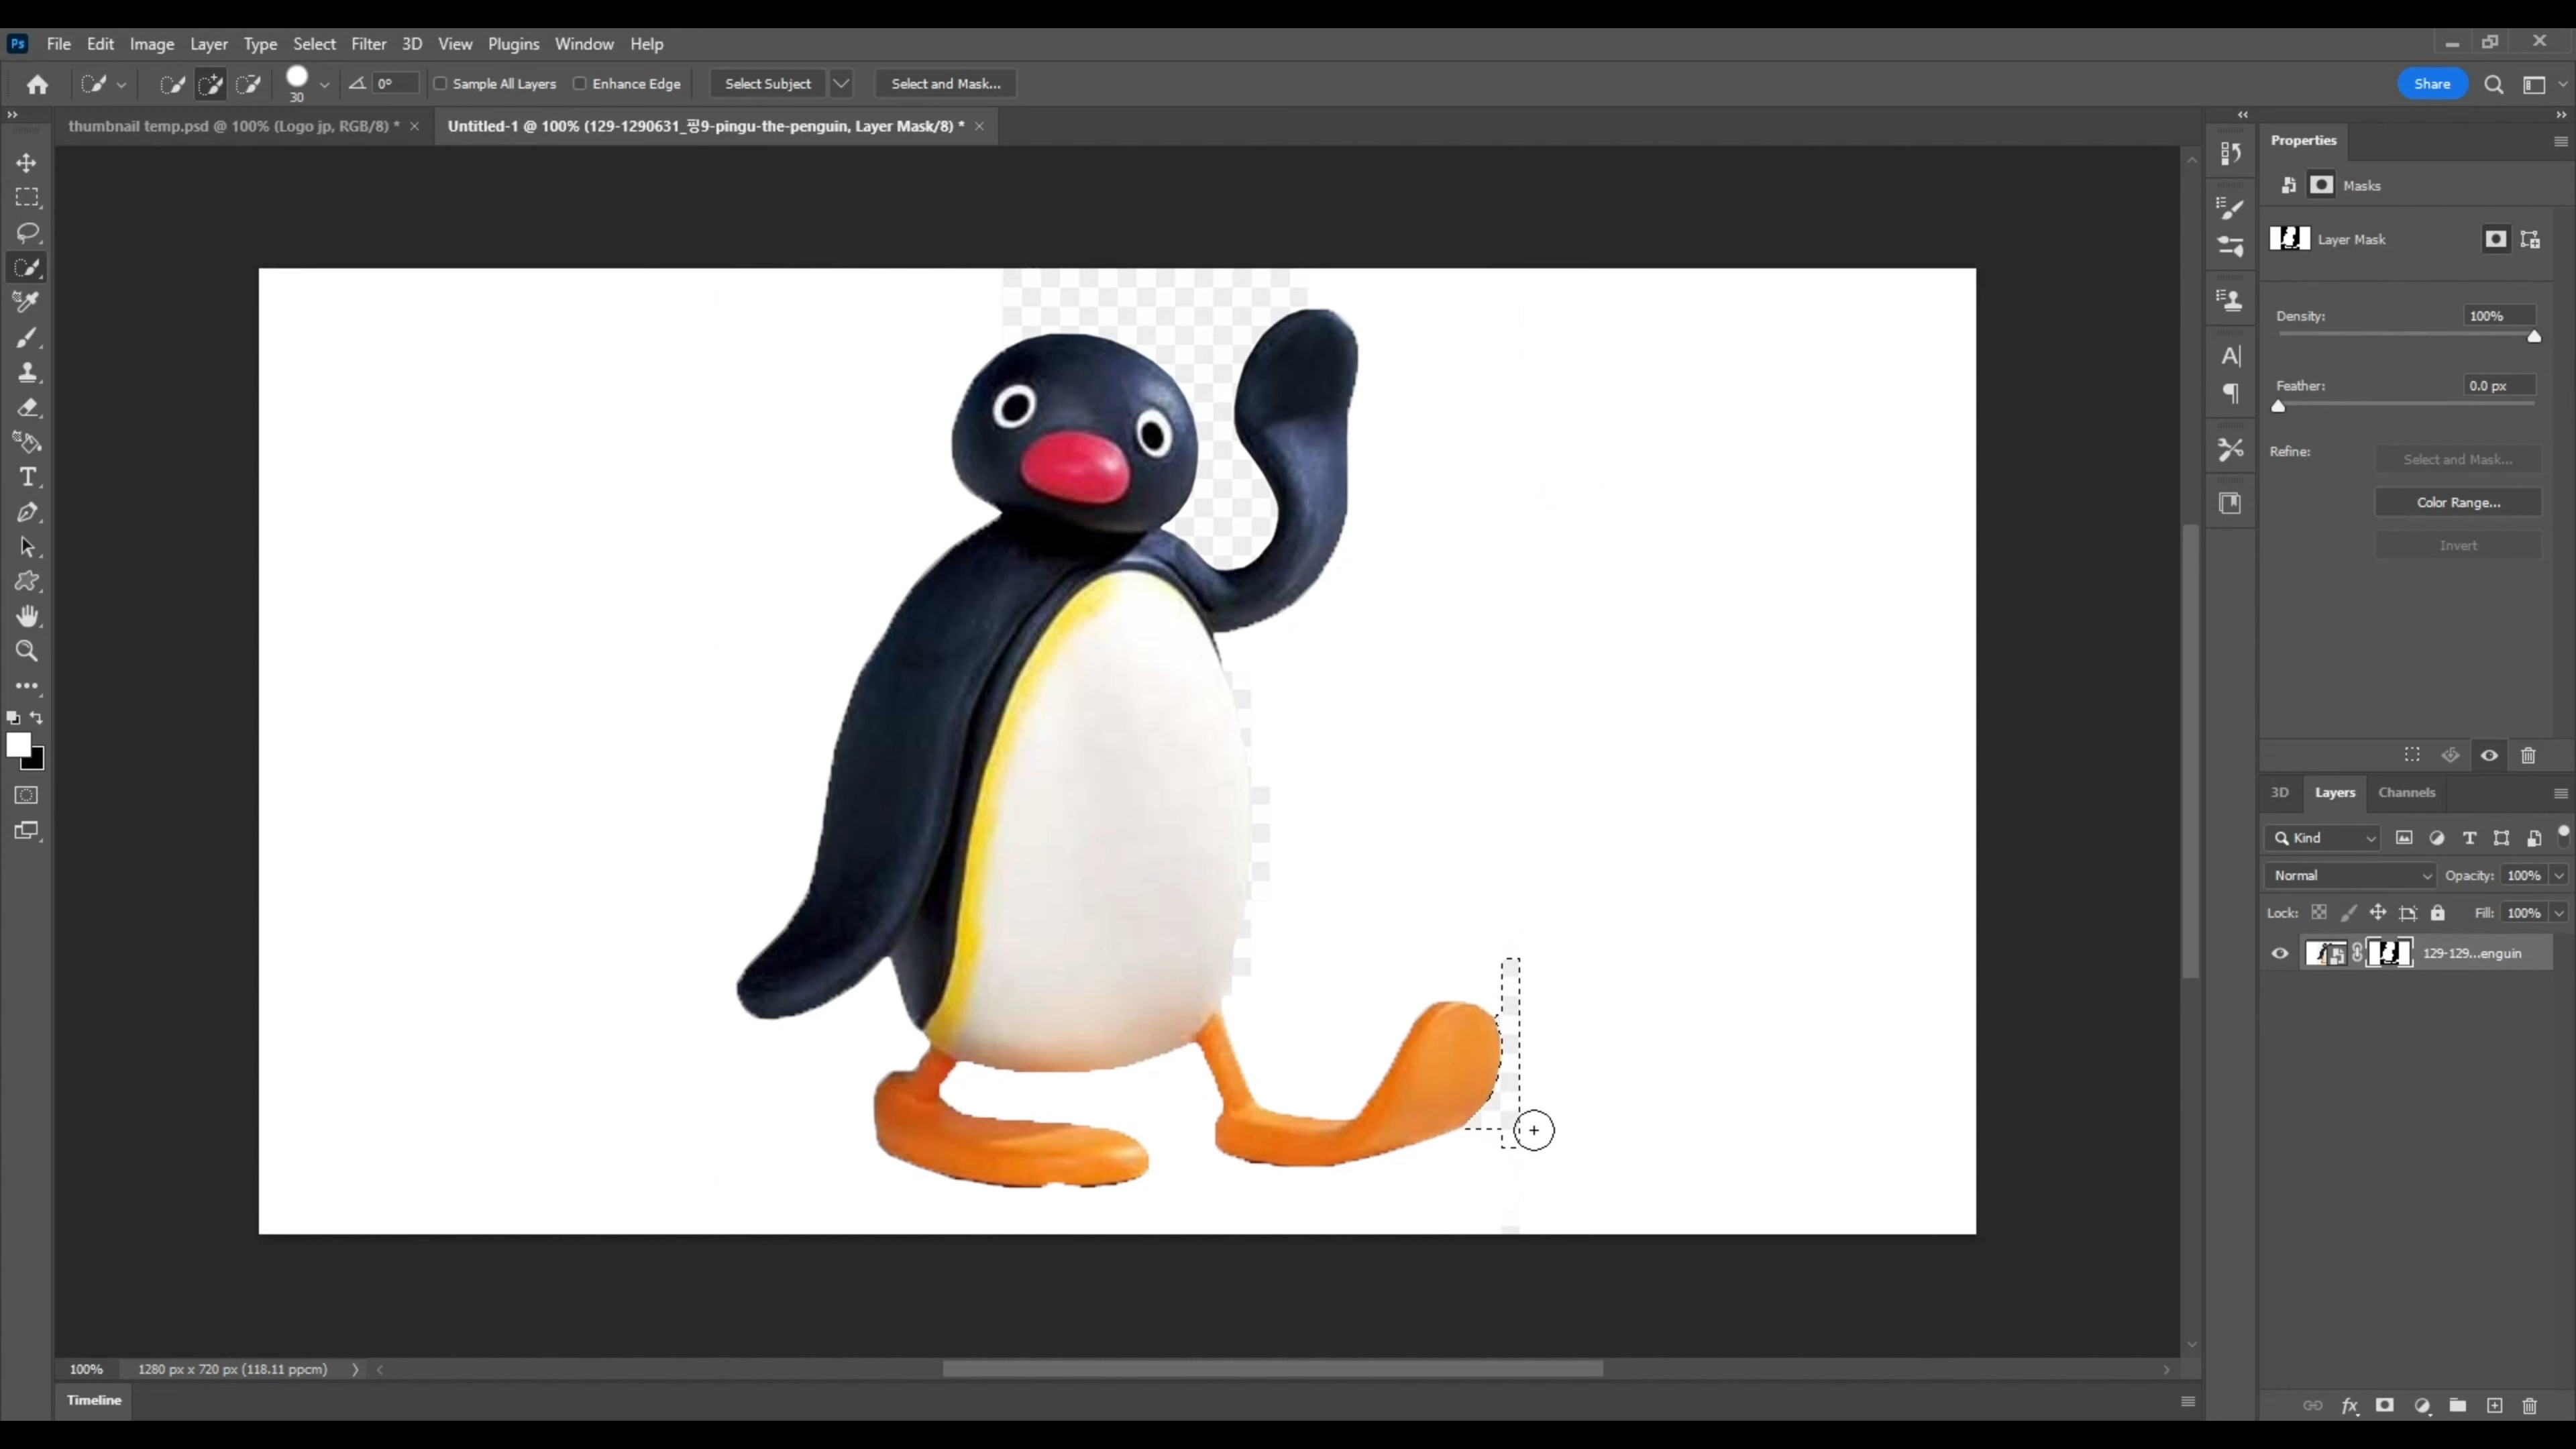 Ps File Edit Image Layer Type Select Filter 3D View Plugins Window Help
30 0° Sample All Layers Enhance Edge Select Subject Select and Mask... Share
thumbnail temp.psd @ 100% (Logo jp, RGB/8) * × Untitled-1 @ 100% (129-1290631_핑9-pingu-the-penguin, Layer Mask/8) * ×
Properties
Masks
Layer Mask
Density: 100%
Feather: 0.0 px
Refine: Select and Mask...
Color Range...
Invert
3D Layers Channels
Kind
Normal Opacity: 100%
Lock: Fill: 100%
129-129...enguin
100% 1280 px x 720 px (118.11 ppcm)
Timeline
fx